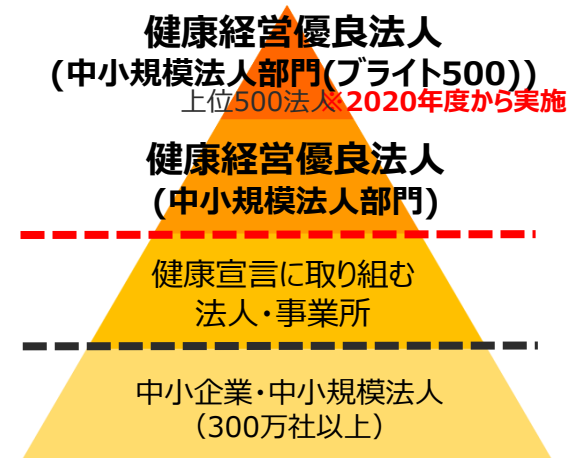 健康経営優良法人
(中小規模法人部門(ブライト500))
上位500法人※2020年度から実施
健康経営優良法人
(中小規模法人部門)
健康宣言に取り組む
法人・事業所
中小企業・中小規模法人
（300万社以上）